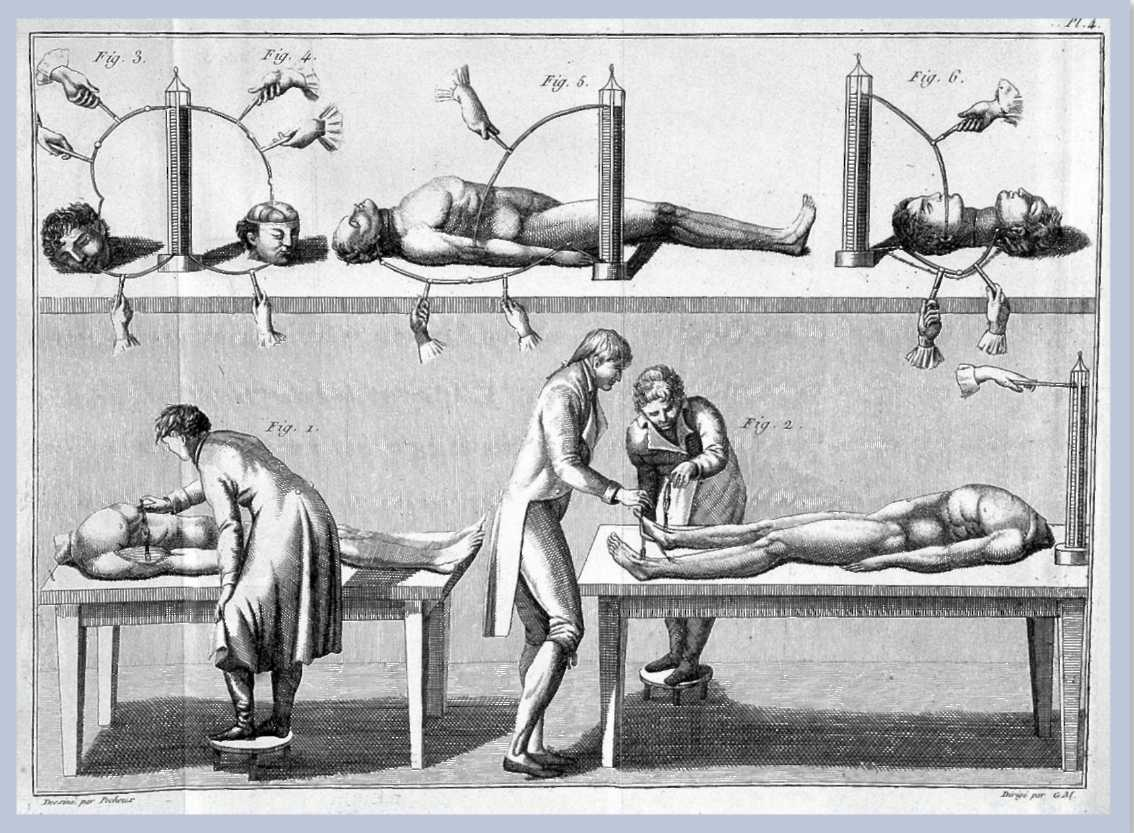 Pl. 4.
Fig. 3.
Fig. 4.
Fig. 5.
Fig. 6.
Fig. 1.
Fig. 2.
Dessiné par Pecheux
Dirigé par G.M.